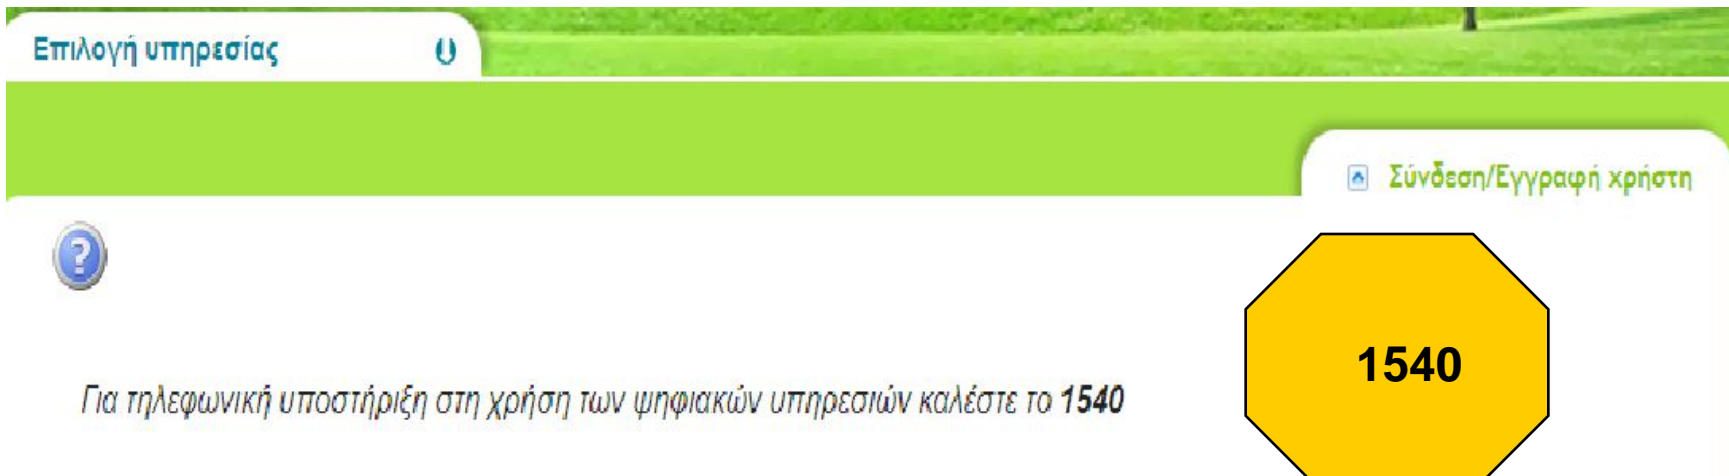 Επιλογή υπηρεσίας
Σύνδεση/Εγγραφή χρήστη
Για τηλεφωνική υποστήριξη στη χρήση των ψηφιακών υπηρεσιών καλέστε το 1540
1540